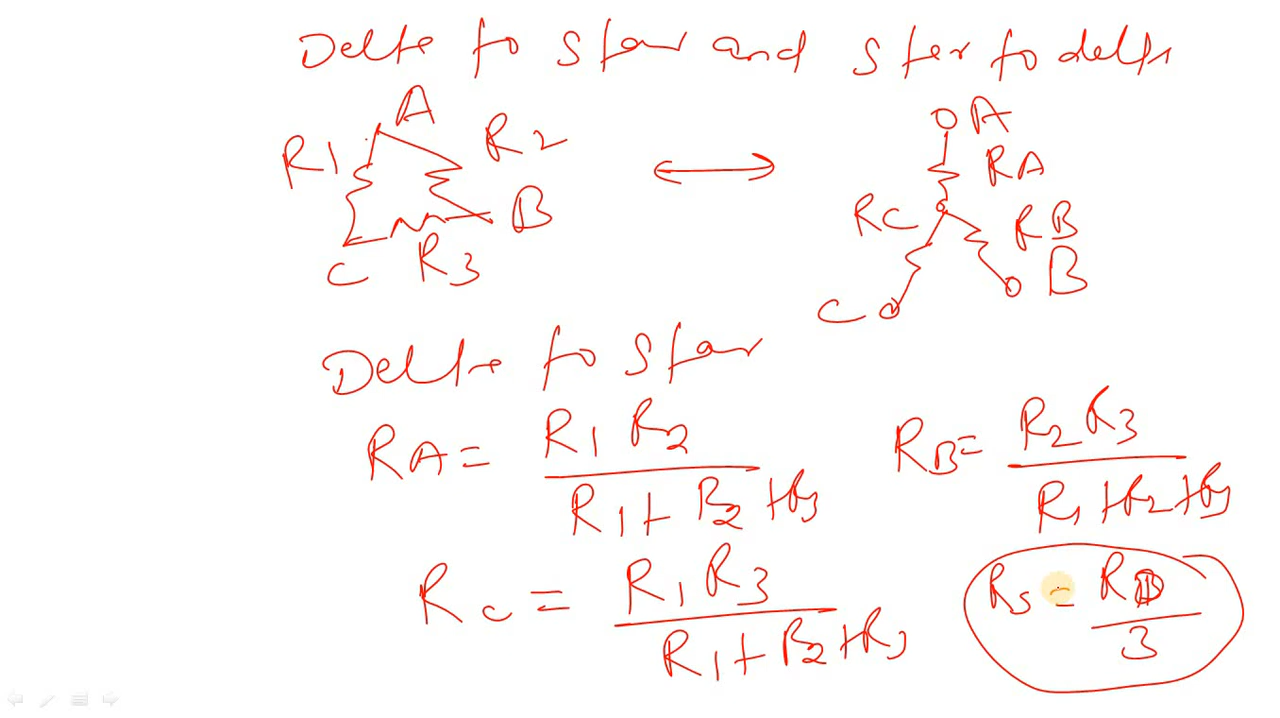 Delta to Star and Star to delta
A
R1
R2
B
C
R3
A
RA
RC
RB
B
C
Delta to Star
RA = R1 R2 / R1 + R2 + R3
RB = R2 R3 / R1 + R2 + R3
Rc = R1 R3 / R1 + R2 + R3
RS = RD / 3